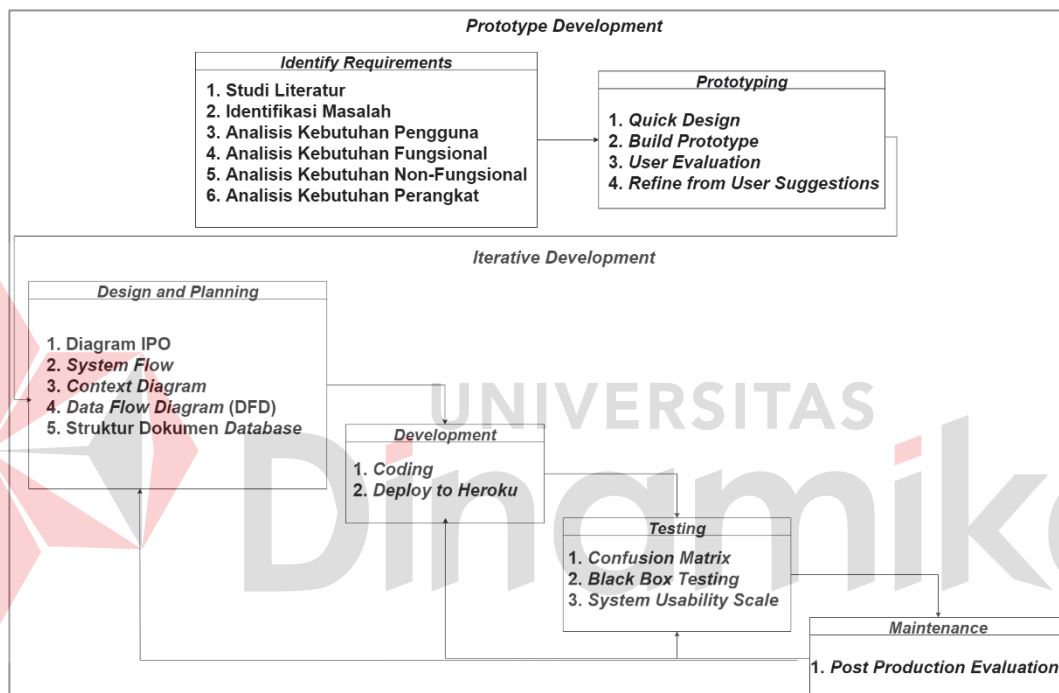 Prototype Development
Identify Requirements
1. Studi Literatur
2. Identifikasi Masalah
3. Analisis Kebutuhan Pengguna
4. Analisis Kebutuhan Fungsional
5. Analisis Kebutuhan Non-Fungsional
6. Analisis Kebutuhan Perangkat
Prototyping
1. Quick Design
2. Build Prototype
3. User Evaluation
4. Refine from User Suggestions
Iterative Development
Design and Planning
1. Diagram IPO
2. System Flow
3. Context Diagram
4. Data Flow Diagram (DFD)
5. Struktur Dokumen Database
Development
1. Coding
2. Deploy to Heroku
Testing
1. Confusion Matrix
2. Black Box Testing
3. System Usability Scale
Maintenance
1. Post Production Evaluation
UNIVERSITAS
Dinamika